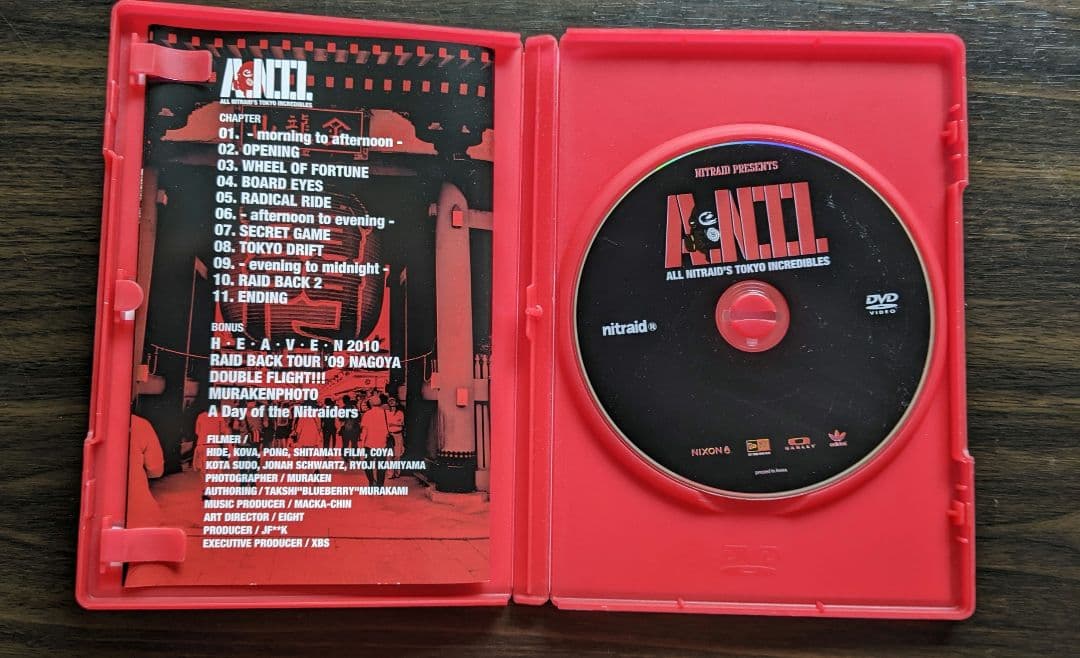 A.N.T.I.
ALL NITRAID'S TOKYO INCREDIBLES
CHAPTER
01. - morning to afternoon -
02. OPENING
03. WHEEL OF FORTUNE
04. BOARD EYES
05. RADICAL RIDE
06. - afternoon to evening -
07. SECRET GAME
08. TOKYO DRIFT
09. - evening to midnight -
10. RAID BACK 2
11. ENDING
BONUS
H・E・A・V・E・N 2010
RAID BACK TOUR '09 NAGOYA
DOUBLE FLIGHT!!!
MURAKENPHOTO
A Day of the Nitraiders
FILMER /
HIDE, KOVA, PONG, SHITAMATI FILM, COYA
KOTA SUDO, JONAH SCHWARTZ, RYOJI KAMIYAMA
PHOTOGRAPHER / MURAKEN
AUTHORING / TAKSHI"BLUEBERRY"MURAKAMI
MUSIC PRODUCER / MACKA-CHIN
ART DIRECTOR / EIGHT
PRODUCER / JF**K
EXECUTIVE PRODUCER / XBS
NITRAID PRESENTS
A.N.T.I.
ALL NITRAID'S TOKYO INCREDIBLES
nitraid®
DVD
VIDEO
NIXON
OAKLEY
adidas